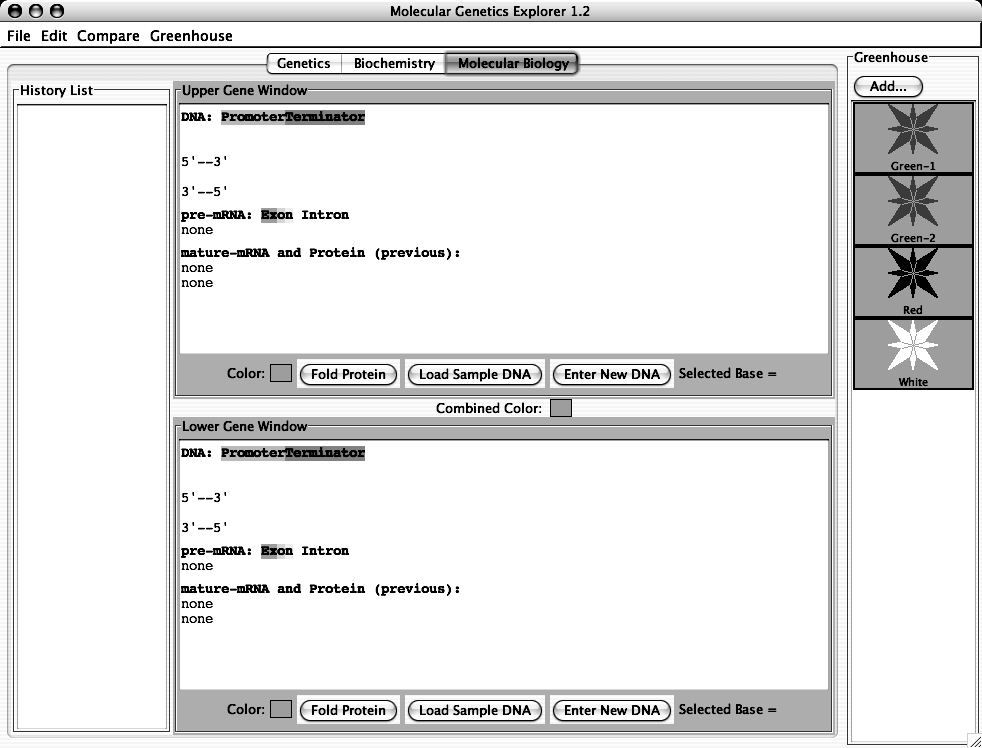 Molecular Genetics Explorer 1.2
File Edit Compare Greenhouse
Genetics Biochemistry Molecular Biology
History List
Upper Gene Window
DNA: PromoterTerminator
5'--3'
3'--5'
pre-mRNA: Exon Intron
none
mature-mRNA and Protein (previous):
none
none
Color: Fold Protein Load Sample DNA Enter New DNA Selected Base =
Combined Color:
Lower Gene Window
DNA: PromoterTerminator
5'--3'
3'--5'
pre-mRNA: Exon Intron
none
mature-mRNA and Protein (previous):
none
none
Color: Fold Protein Load Sample DNA Enter New DNA Selected Base =
Greenhouse
Add...
Green-1
Green-2
Red
White